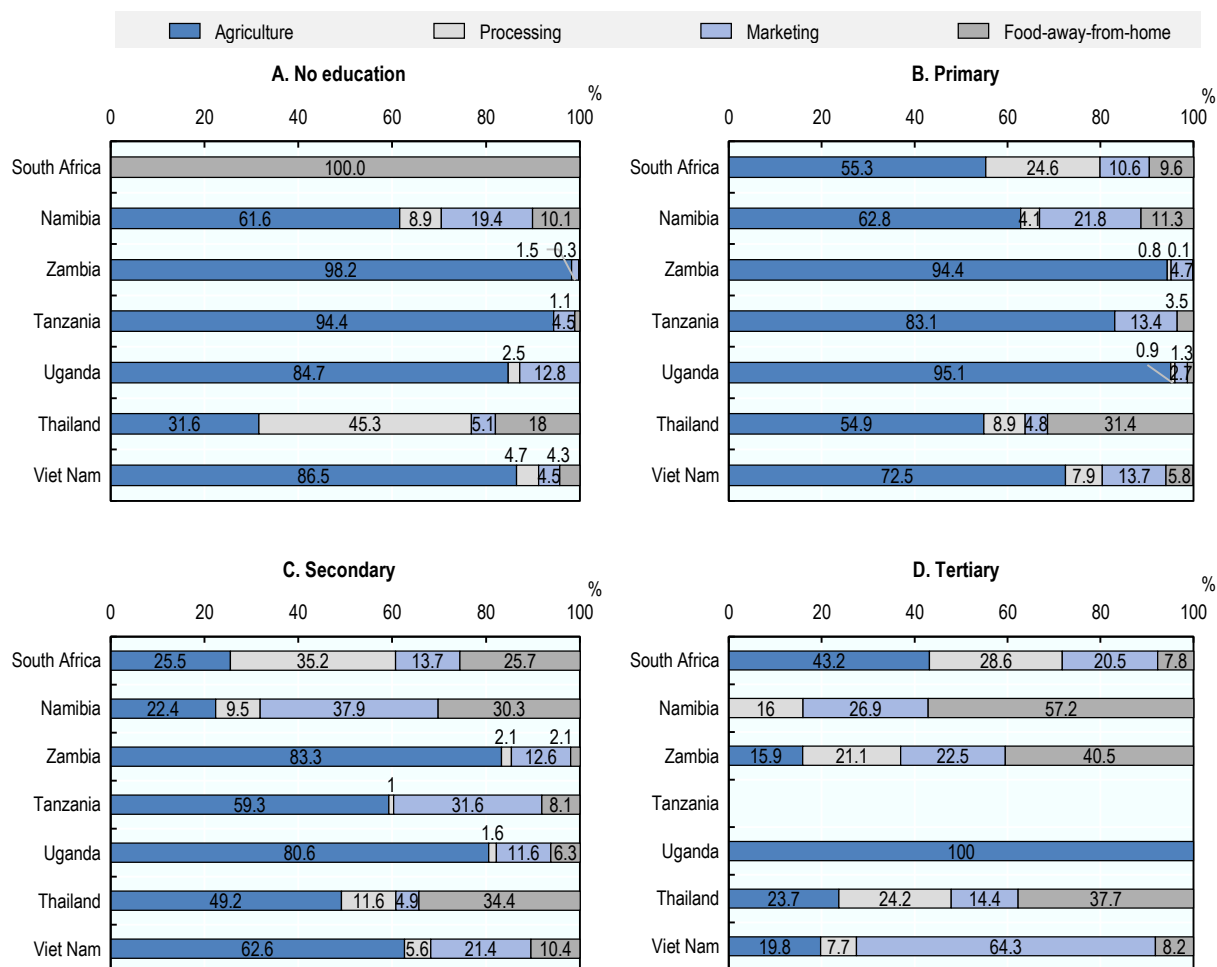 Agriculture Processing Marketing Food-away-from-home
A. No education
%
0 20 40 60 80 100
South Africa 100.0
Namibia 61.6 8.9 19.4 10.1
1.5 0.3
Zambia 98.2
1.1
Tanzania 94.4 4.5
2.5
Uganda 84.7 12.8
Thailand 31.6 45.3 5.1 18
4.7 4.3
Viet Nam 86.5 4.5
B. Primary
%
0 20 40 60 80 100
South Africa 55.3 24.6 10.6 9.6
Namibia 62.8 4.1 21.8 11.3
0.8 0.1
Zambia 94.4 4.7
3.5
Tanzania 83.1 13.4
0.9 1.3
Uganda 95.1 2.7
Thailand 54.9 8.9 4.8 31.4
Viet Nam 72.5 7.9 13.7 5.8
C. Secondary
%
0 20 40 60 80 100
South Africa 25.5 35.2 13.7 25.7
Namibia 22.4 9.5 37.9 30.3
2.1 2.1
Zambia 83.3 12.6
1
Tanzania 59.3 31.6 8.1
1.6
Uganda 80.6 11.6 6.3
Thailand 49.2 11.6 4.9 34.4
Viet Nam 62.6 5.6 21.4 10.4
D. Tertiary
%
0 20 40 60 80 100
South Africa 43.2 28.6 20.5 7.8
Namibia 16 26.9 57.2
Zambia 15.9 21.1 22.5 40.5
Tanzania
Uganda 100
Thailand 23.7 24.2 14.4 37.7
Viet Nam 19.8 7.7 64.3 8.2